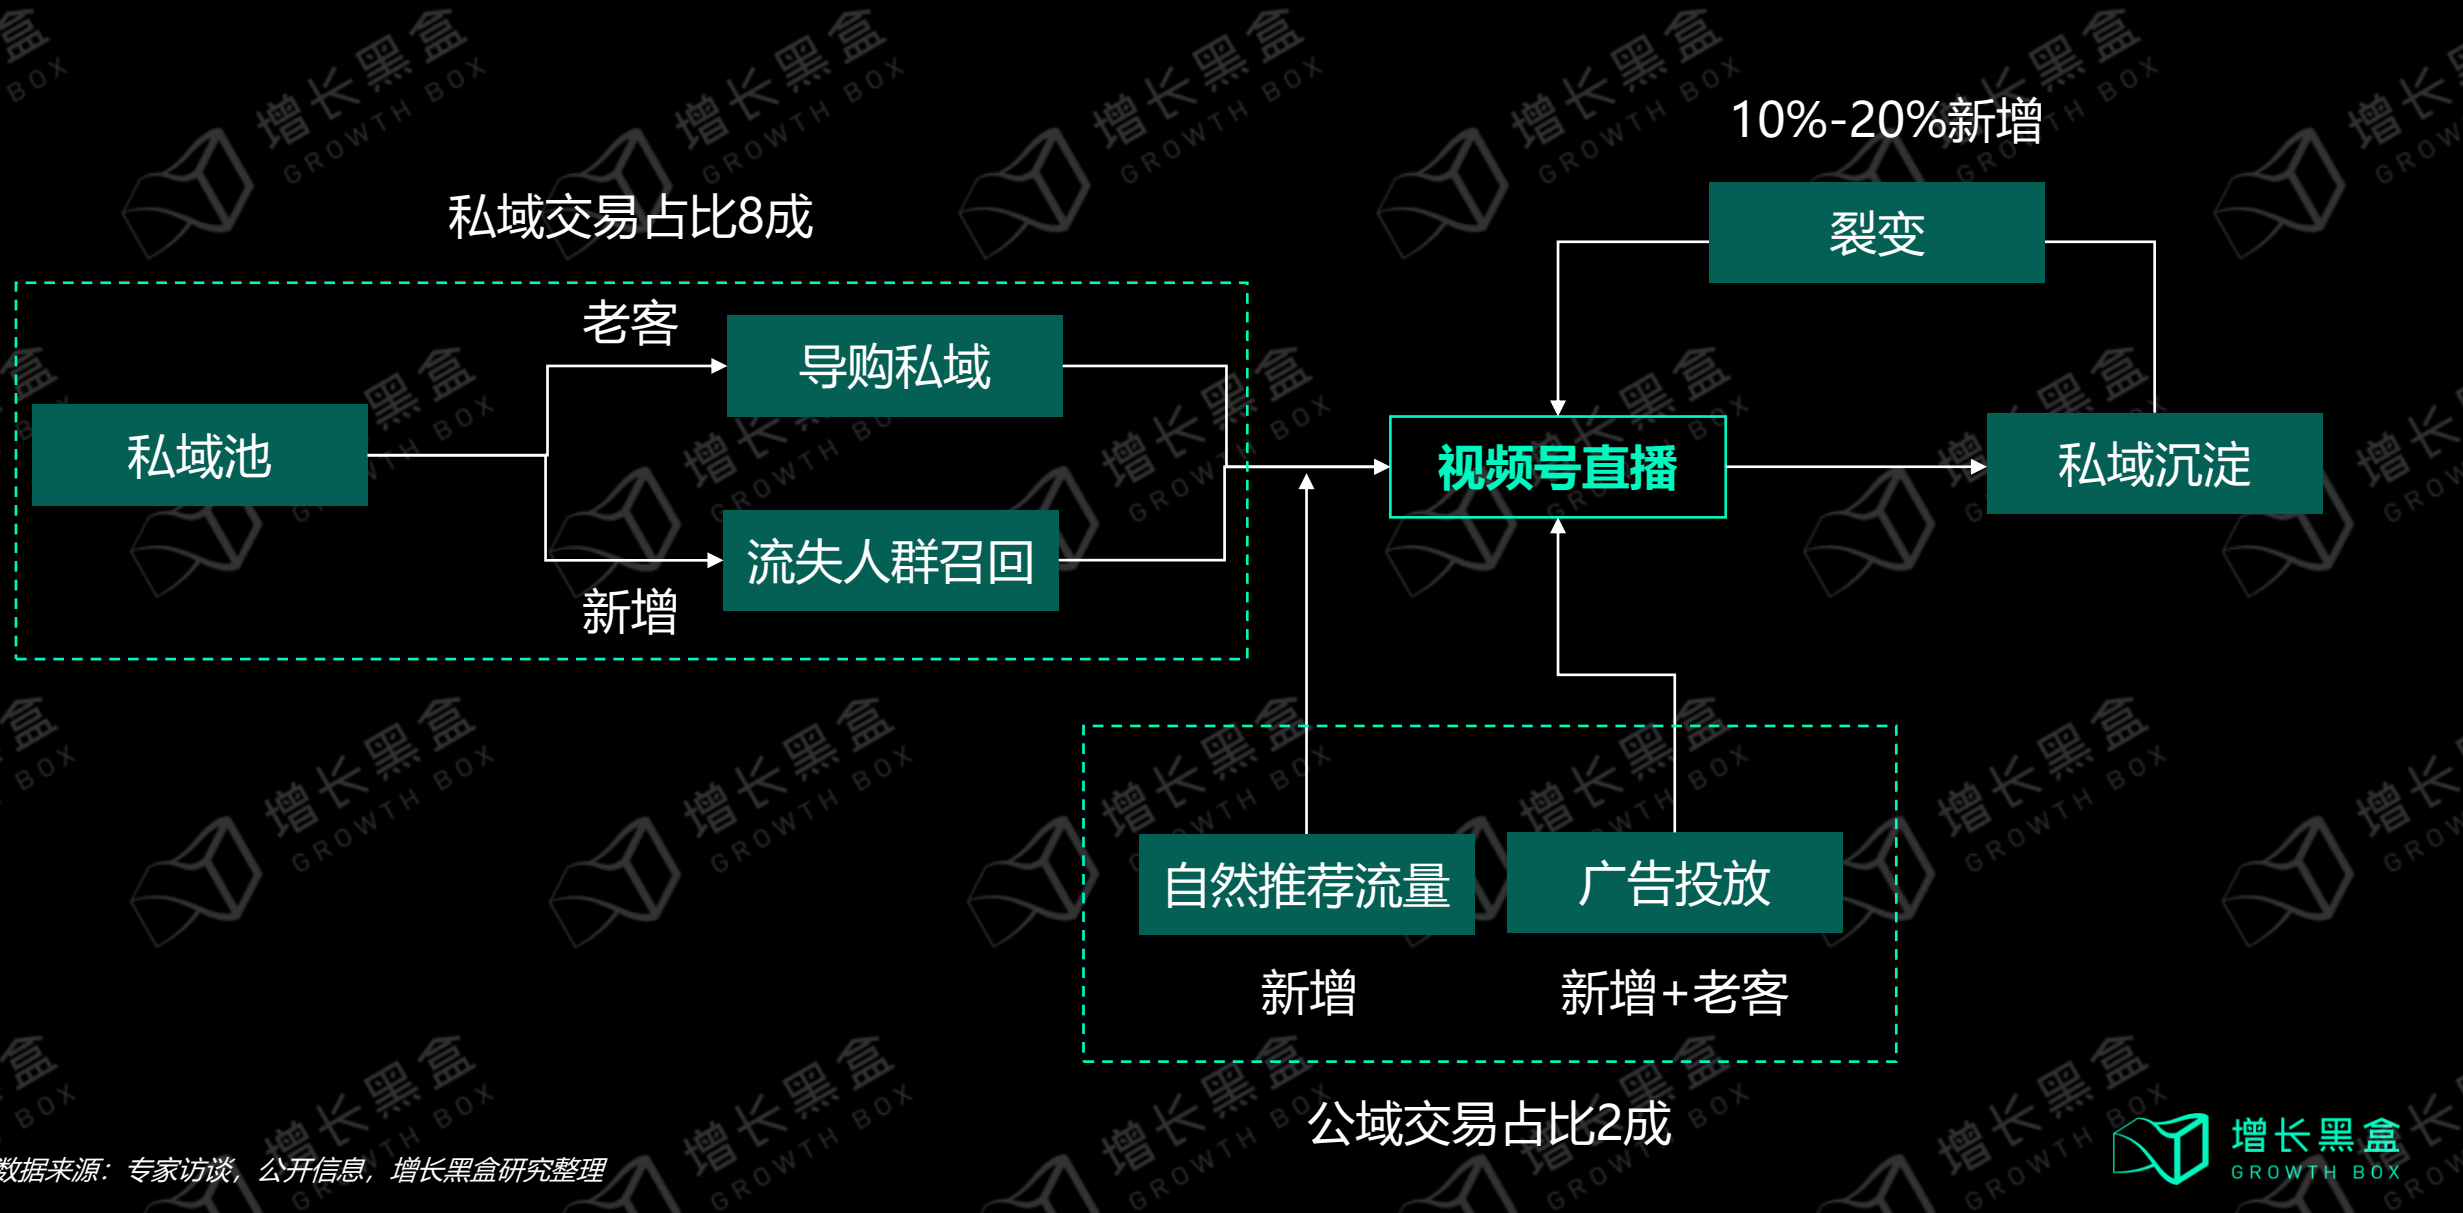 10%-20%新增
裂变
私域交易占比8成
老客
导购私域
私域池
流失人群召回
新增
视频号直播
私域沉淀
自然推荐流量
广告投放
新增
新增+老客
公域交易占比2成
数据来源：专家访谈，公开信息，增长黑盒研究整理
增长黑盒
GROWTH BOX